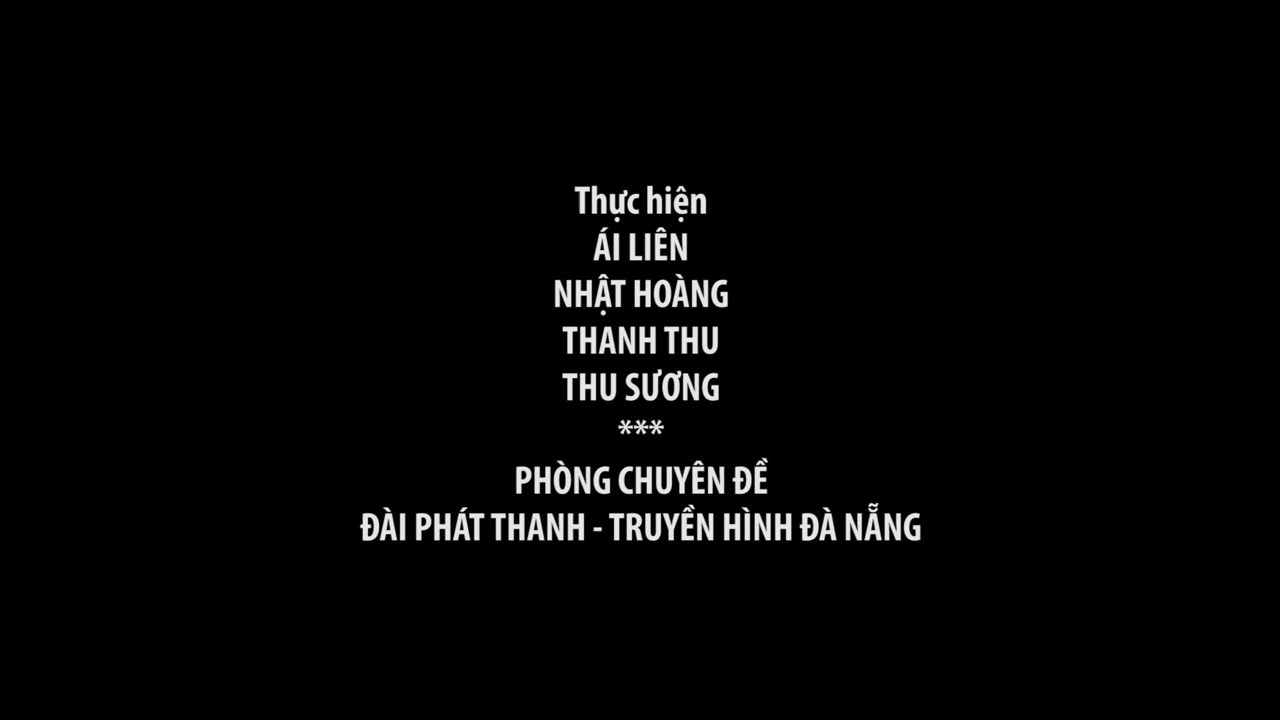 Thực hiện
ÁI LIÊN
NHẬT HOÀNG
THANH THU
THU SƯƠNG
***
PHÒNG CHUYÊN ĐỀ
ĐÀI PHÁT THANH - TRUYỀN HÌNH ĐÀ NẴNG